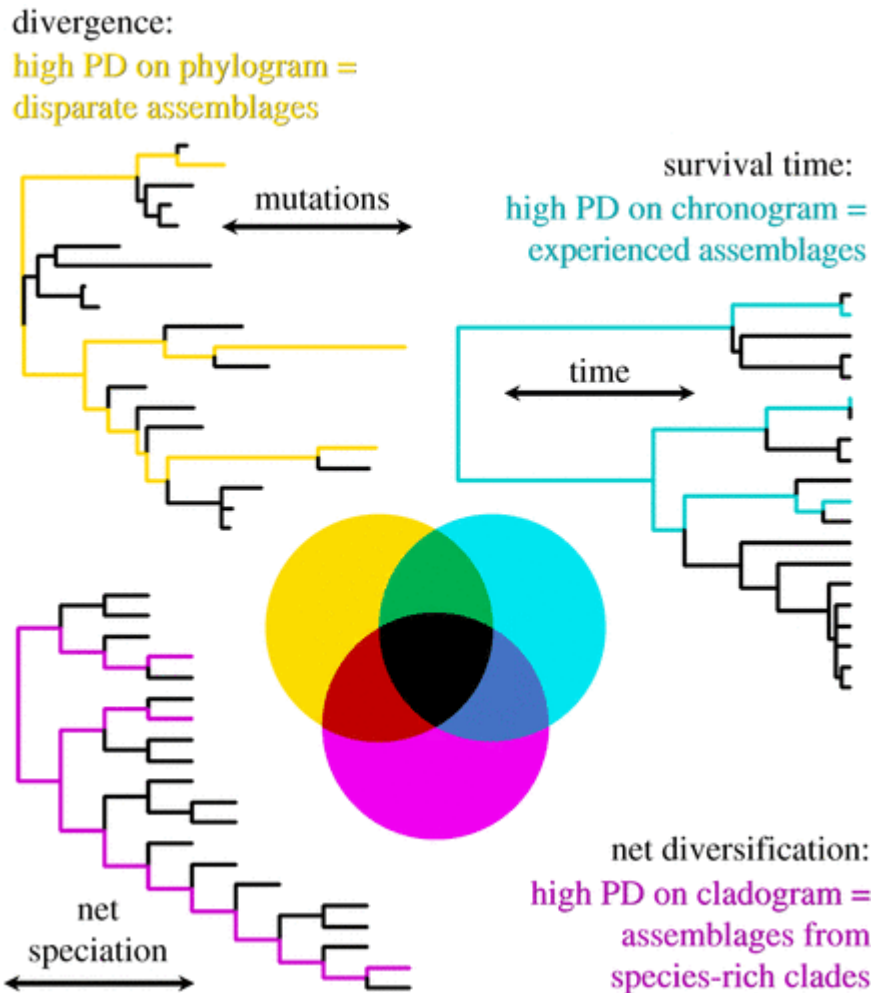 divergence:
high PD on phylogram =
disparate assemblages
mutations
survival time:
high PD on chronogram =
experienced assemblages
time
net
speciation
net diversification:
high PD on cladogram =
assemblages from
species-rich clades